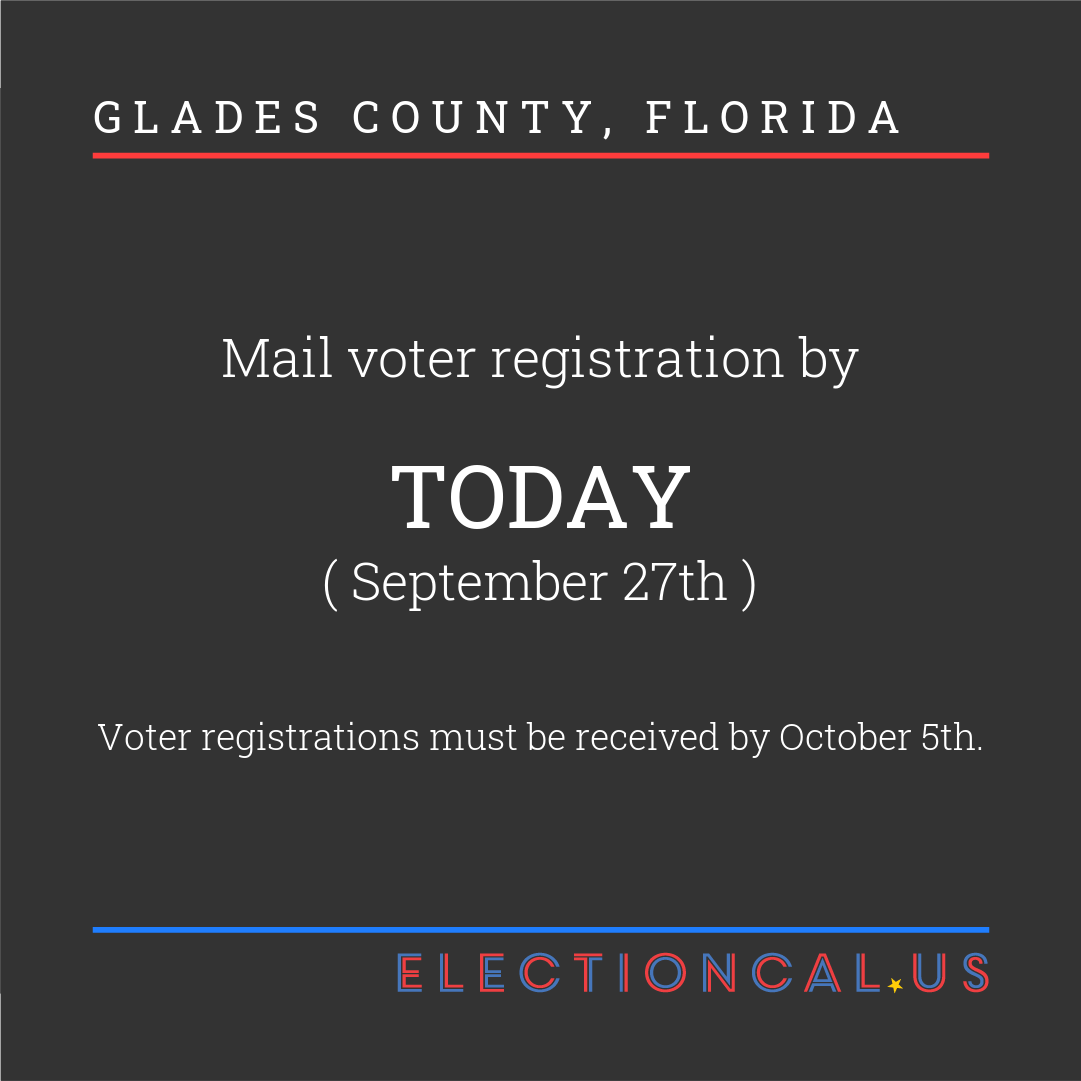 GLADES COUNTY, FLORIDA
Mail voter registration by
TODAY
( September 27th )
Voter registrations must be received by October 5th.
ELECTIONCAL.US